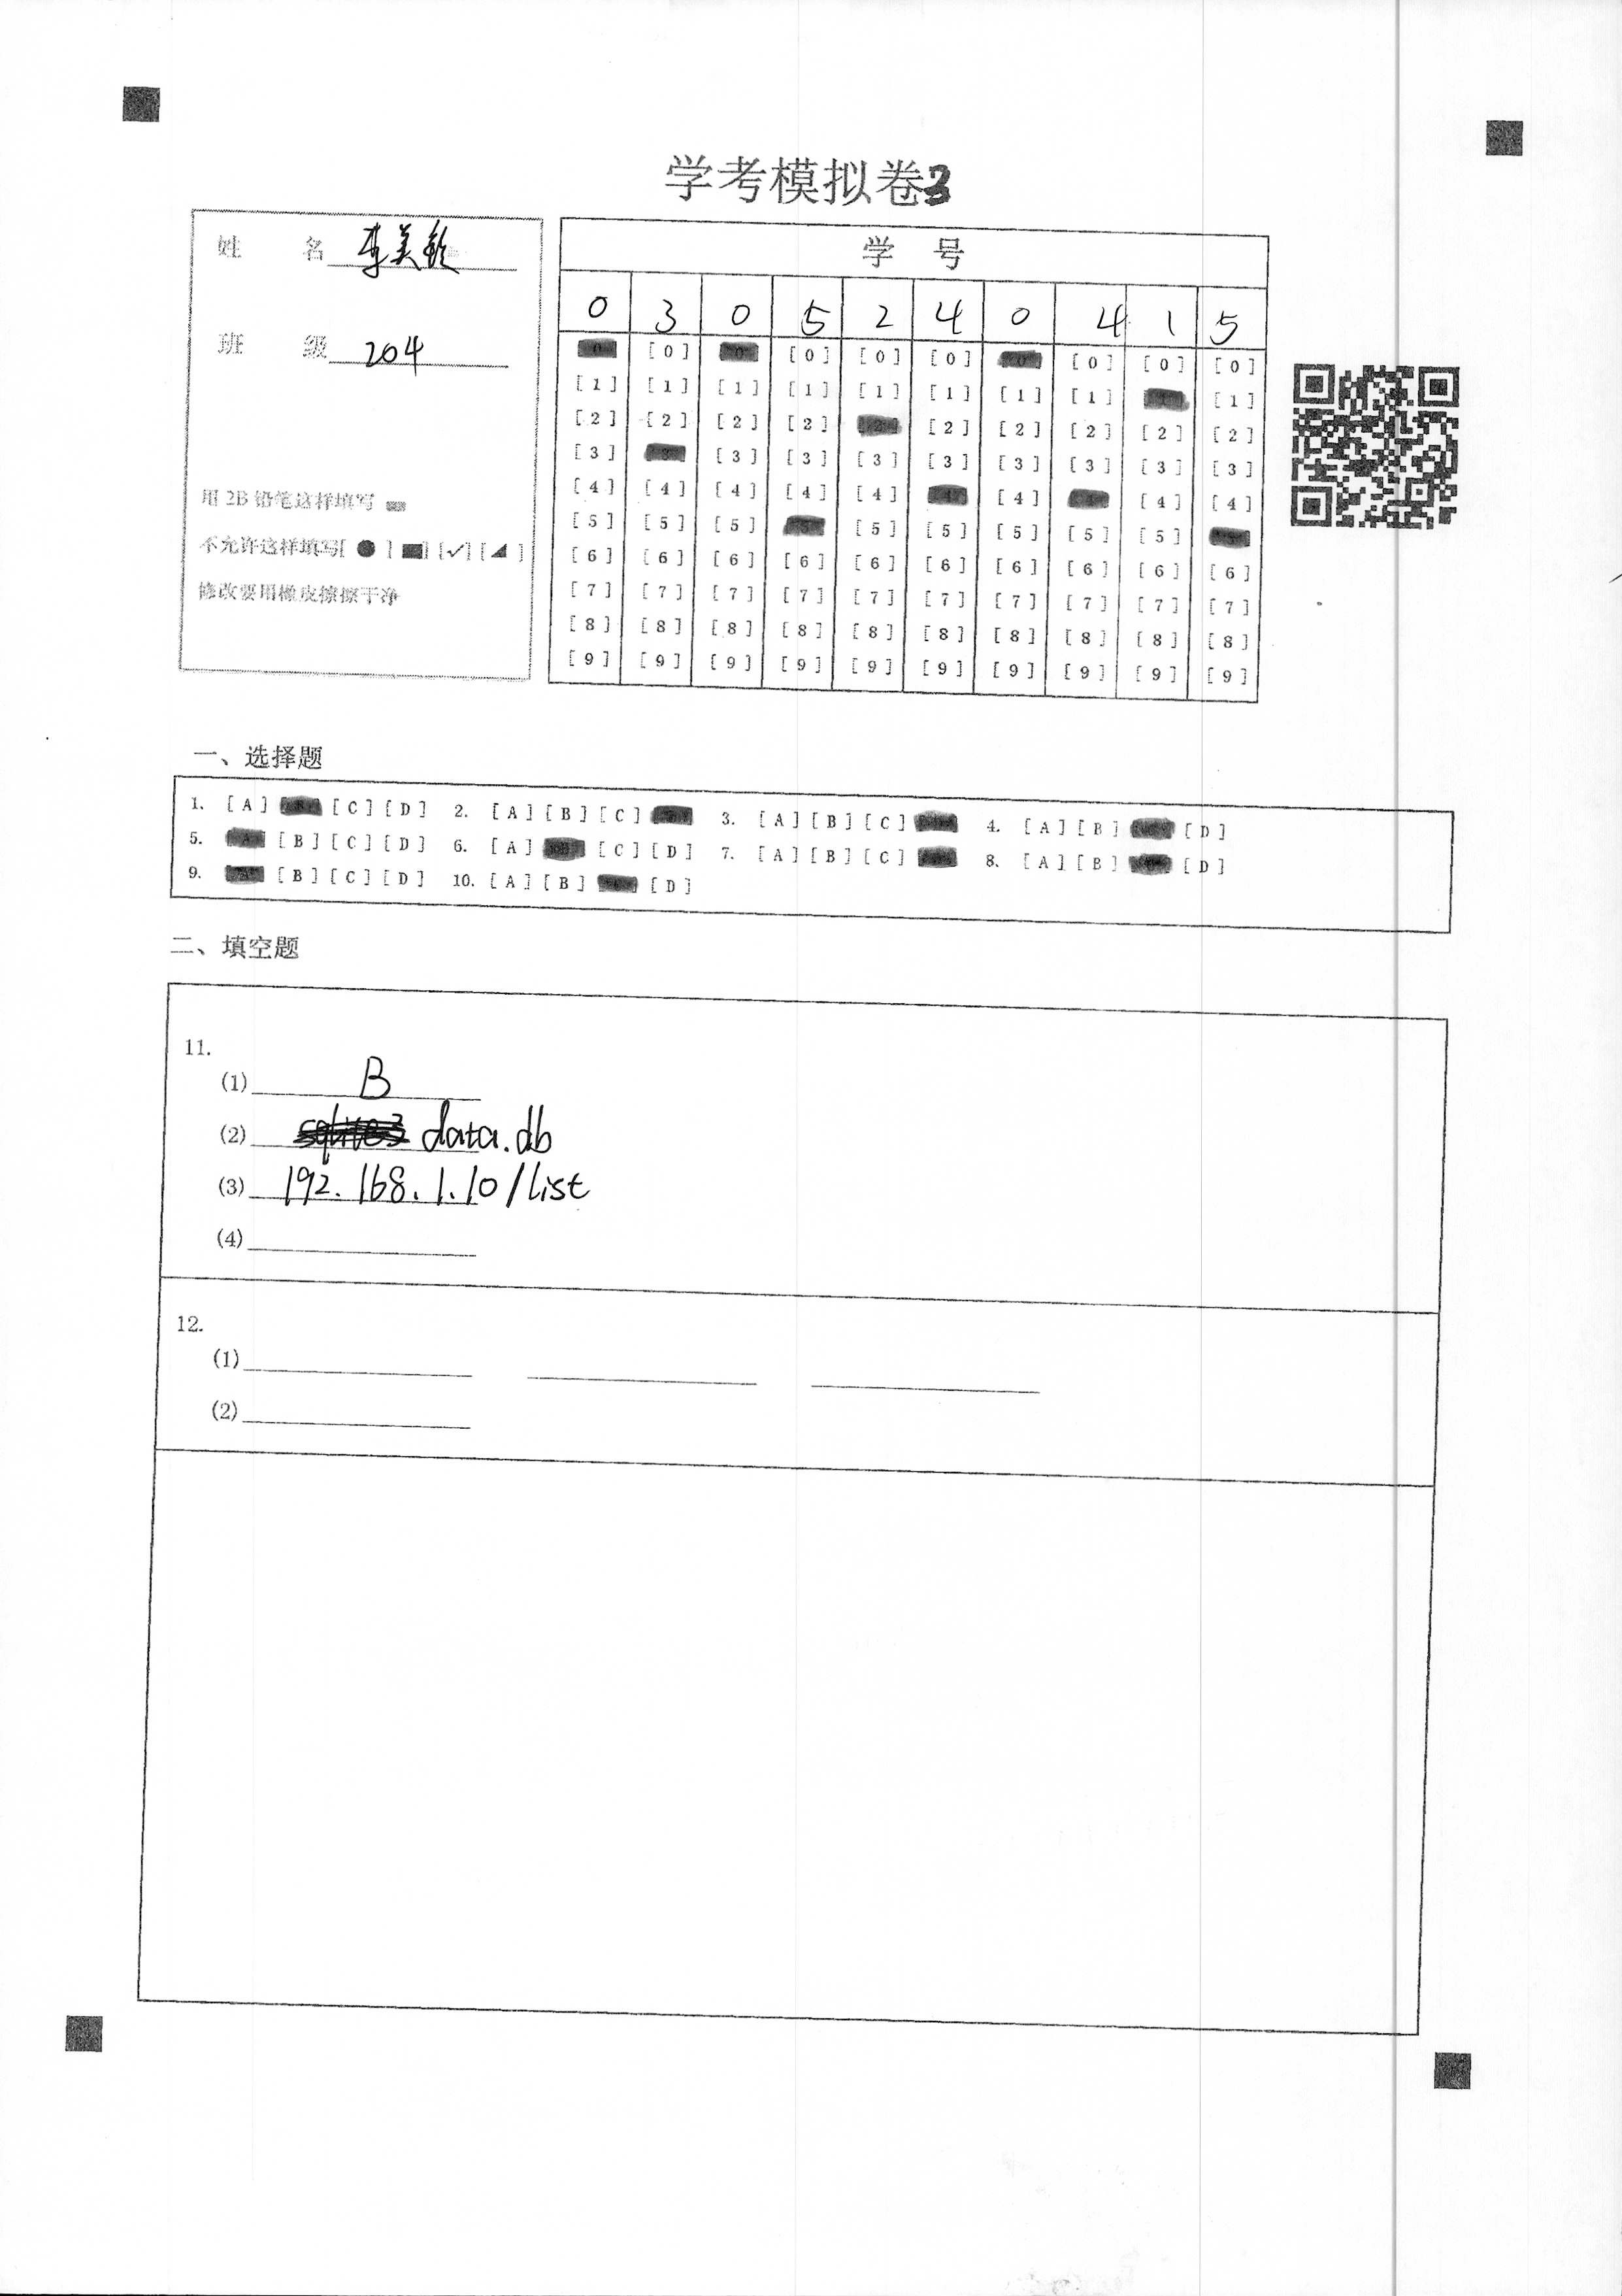 学考模拟卷3
姓 名 李美
班 级 204
用 2B 铅笔这样填写
不允许这样填写[ ● ] [■] [✓] [◢ ]
修改要用橡皮擦擦干净
学 号
0 3 0 5 2 4 0 4 1 5
[0] [0] [0] [0] [0] [0] [0] [0] [0] [0]
[1] [1] [1] [1] [1] [1] [1] [1] [1]
[2] [2] [2] [2] [2] [2] [2] [2] [2] [2]
[3] [3] [3] [3] [3] [3] [3] [3] [3]
[4] [4] [4] [4] [4] [4] [4] [4] [4] [4]
[5] [5] [5] [5] [5] [5] [5] [5] [5] [5]
[6] [6] [6] [6] [6] [6] [6] [6] [6] [6]
[7] [7] [7] [7] [7] [7] [7] [7] [7] [7]
[8] [8] [8] [8] [8] [8] [8] [8] [8] [8]
[9] [9] [9] [9] [9] [9] [9] [9] [9] [9]
一、选择题
1. [A] [B] [C] [D] 2. [A] [B] [C] 3. [A] [B] [C] 4. [A] [B] [D]
5. [A] [B] [C] [D] 6. [A] [C] [D] 7. [A] [B] [C] 8. [A] [B] [D]
9. [B] [C] [D] 10. [A] [B] [D]
二、填空题
11.
(1) B
(2) sqlite3 data.db
(3) 192.168.1.10/list
(4)
12.
(1)
(2)